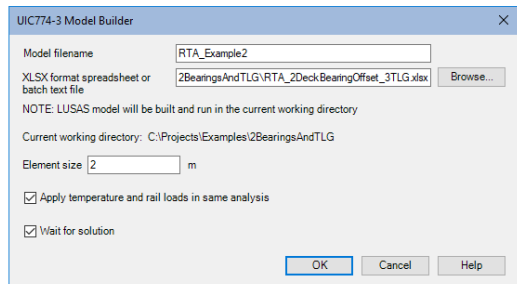 UIC774-3 Model Builder
Model filename RTA_Example2
XLSX format spreadsheet or batch text file 2BearingsAndTLG\RTA_2DeckBearingOffset_3TLG.xlsx Browse...
NOTE: LUSAS model will be built and run in the current working directory
Current working directory: C:\Projects\Examples\2BearingsAndTLG
Element size 2 m
Apply temperature and rail loads in same analysis
Wait for solution
OK Cancel Help